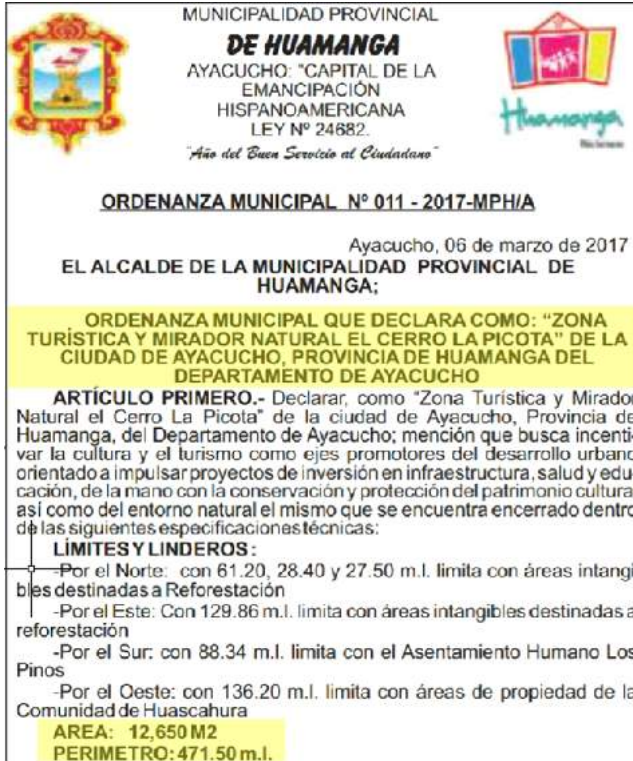 MUNICIPALIDAD PROVINCIAL
DE HUAMANGA
AYACUCHO: "CAPITAL DE LA
EMANCIPACIÓN
HISPANOAMERICANA
LEY Nº 24682.
"Año del Buen Servicio al Ciudadano"
Huamanga
ORDENANZA MUNICIPAL Nº 011 - 2017-MPH/A
Ayacucho, 06 de marzo de 2017
EL ALCALDE DE LA MUNICIPALIDAD PROVINCIAL DE
HUAMANGA;
ORDENANZA MUNICIPAL QUE DECLARA COMO: “ZONA
TURÍSTICA Y MIRADOR NATURAL EL CERRO LA PICOTA” DE LA
CIUDAD DE AYACUCHO, PROVINCIA DE HUAMANGA DEL
DEPARTAMENTO DE AYACUCHO
ARTÍCULO PRIMERO.- Declarar, como “Zona Turística y Mirador
Natural el Cerro La Picota” de la ciudad de Ayacucho, Provincia de
Huamanga, del Departamento de Ayacucho; mención que busca incenti
var la cultura y el turismo como ejes promotores del desarrollo urbano
orientado a impulsar proyectos de inversión en infraestructura, salud y edu
cación, de la mano con la conservación y protección del patrimonio cultura
así como del entorno natural el mismo que se encuentra encerrado dentro
de las siguientes especificaciones técnicas:
LÍMITES Y LINDEROS:
-Por el Norte: con 61.20, 28.40 y 27.50 m.l. limita con áreas intangi
bles destinadas a Reforestación
-Por el Este: Con 129.86 m.l. limita con áreas intangibles destinadas a
reforestación
-Por el Sur: con 88.34 m.l. limita con el Asentamiento Humano Los
Pinos
-Por el Oeste: con 136.20 m.l. limita con áreas de propiedad de la
Comunidad de Huascahura
AREA: 12,650 M2
PERIMETRO: 471.50 m.l.